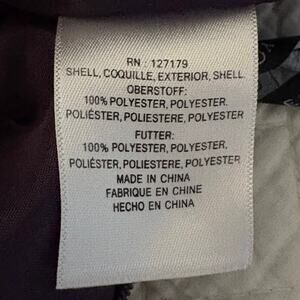 RN : 127179
SHELL, COQUILLE, EXTERIOR, SHELL
OBERSTOFF:
100% POLYESTER, POLYESTER,
POLIÉSTER, POLIESTERE, POLYESTER
FUTTER:
100% POLYESTER, POLYESTER,
POLIÉSTER, POLIESTERE, POLYESTER
MADE IN CHINA
FABRIQUE EN CHINE
HECHO EN CHINA